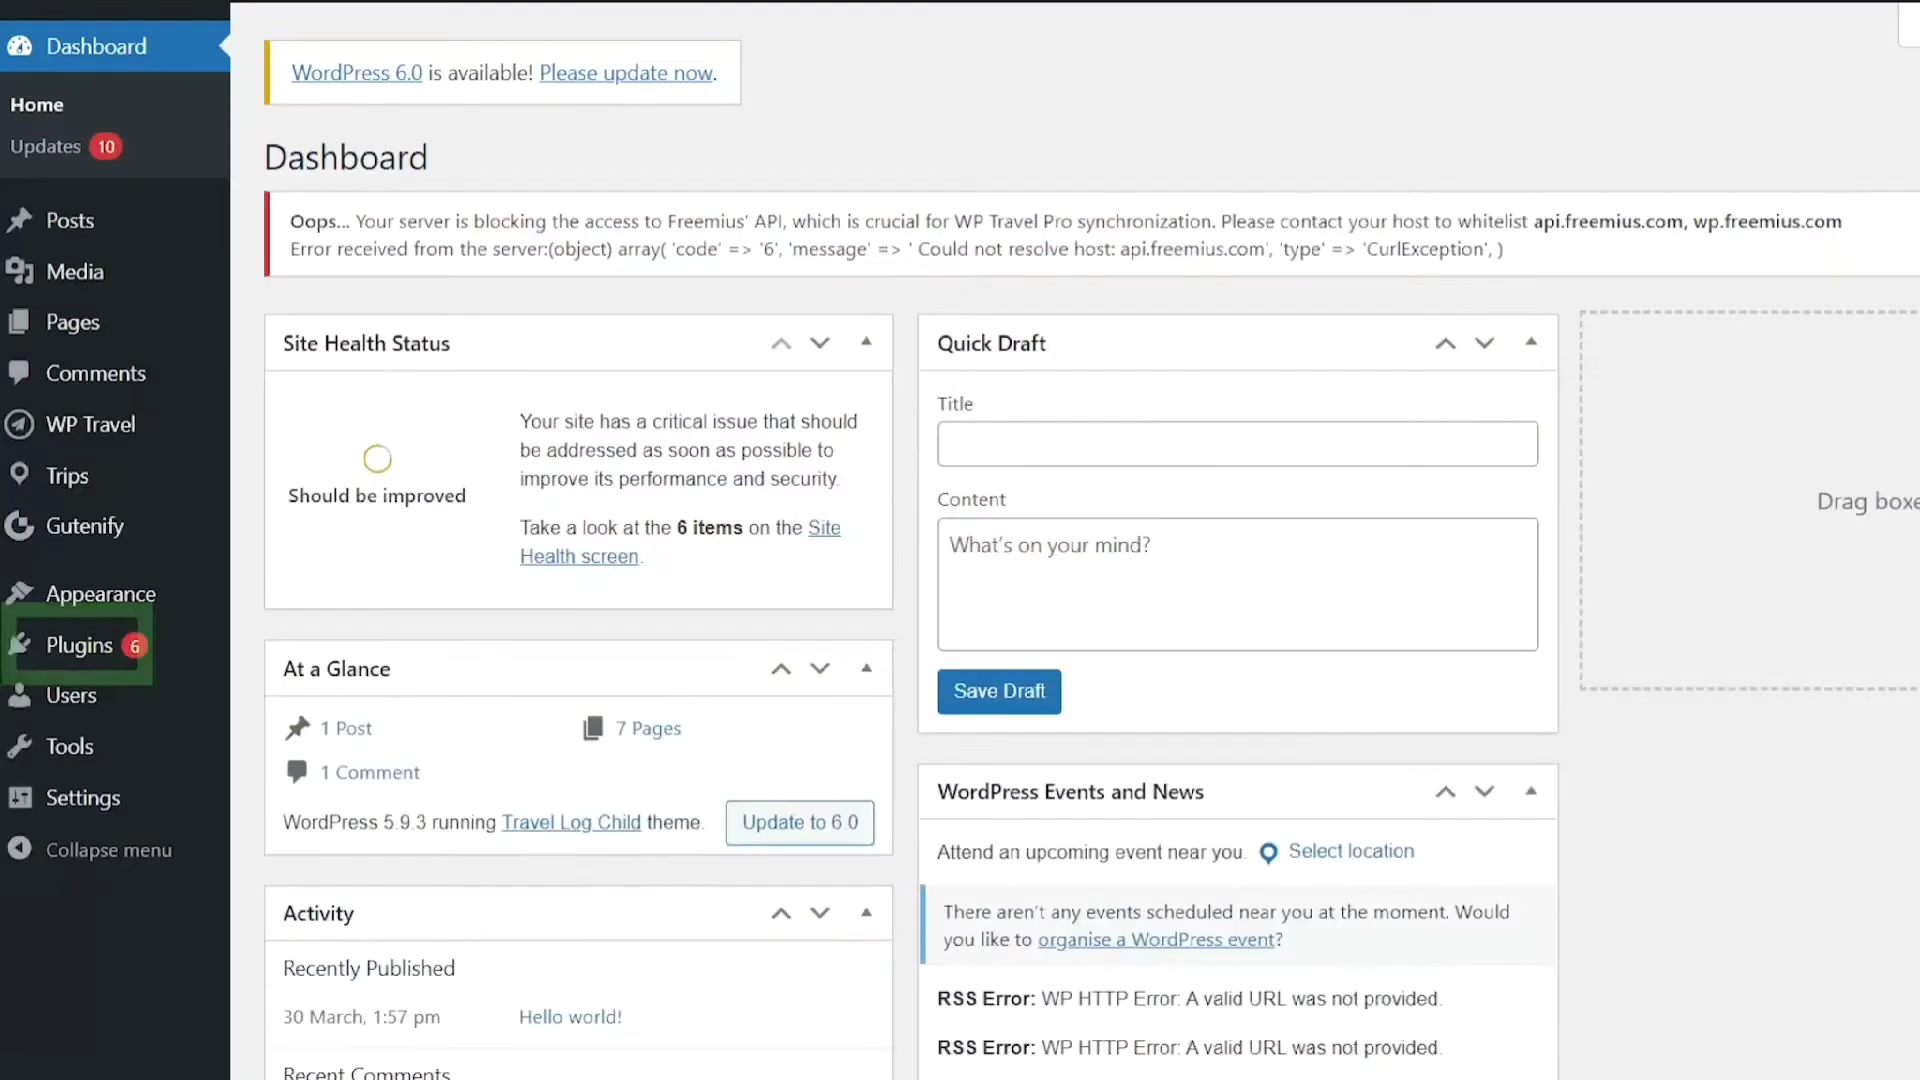 Dashboard
Home
Updates 10
Posts
Media
Pages
Comments
WP Travel
Trips
Gutenify
Appearance
Plugins 6
Users
Tools
Settings
Collapse menu
WordPress 6.0 is available! Please update now.
Dashboard
Oops... Your server is blocking the access to Freemius' API, which is crucial for WP Travel Pro synchronization. Please contact your host to whitelist api.freemius.com, wp.freemius.com
Error received from the server:(object) array( 'code' => '6', 'message' => ' Could not resolve host: api.freemius.com', 'type' => 'CurlException', )
Site Health Status
Should be improved
Your site has a critical issue that should
be addressed as soon as possible to
improve its performance and security.
Take a look at the 6 items on the Site
Health screen.
At a Glance
1 Post
7 Pages
1 Comment
WordPress 5.9.3 running Travel Log Child theme.
Update to 6.0
Activity
Recently Published
30 March, 1:57 pm
Hello world!
Recent Comments
Quick Draft
Title
Content
What's on your mind?
Save Draft
WordPress Events and News
Attend an upcoming event near you.
Select location
There aren't any events scheduled near you at the moment. Would
you like to organise a WordPress event?
RSS Error: WP HTTP Error: A valid URL was not provided.
RSS Error: WP HTTP Error: A valid URL was not provided.
Drag boxe